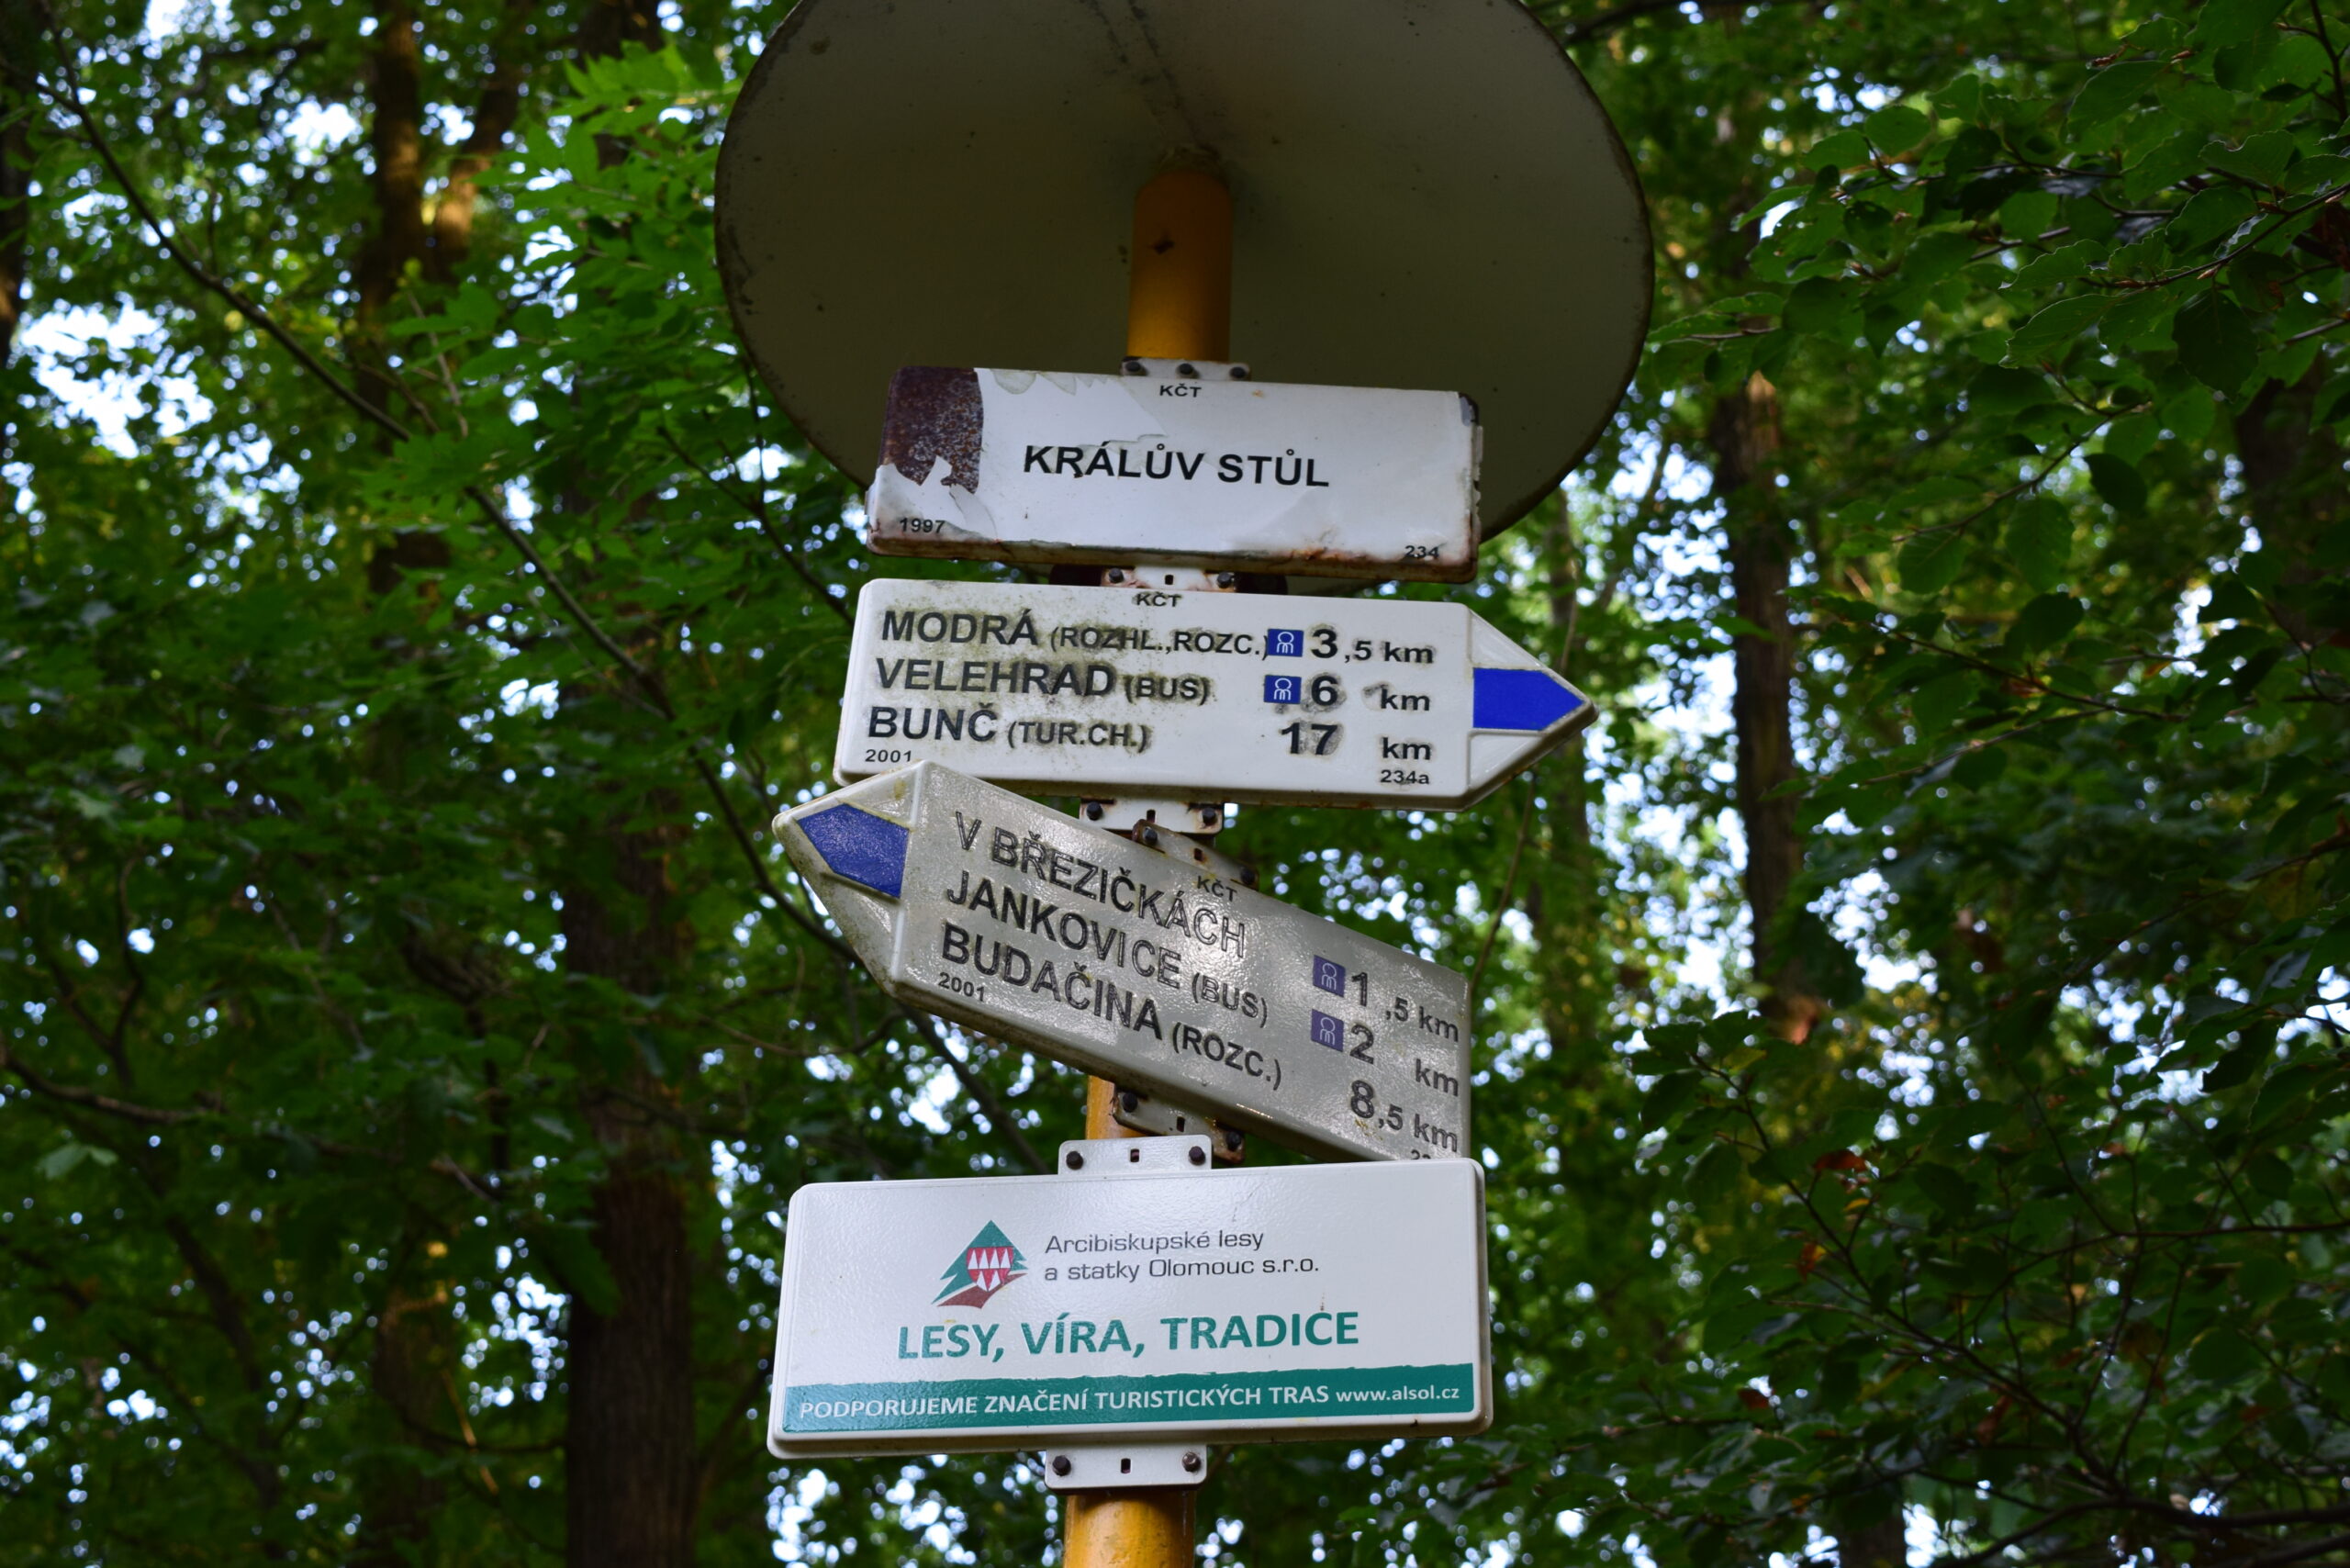 KČT
KRÁLŮV STŮL
1997 234
KČT
MODRÁ (ROZHL.,ROZC.) 3,5 km
VELEHRAD (BUS) 6 km
BUNČ (TUR.CH.) 17 km
2001 234a
KČT
V BŘEZIČKÁCH 1,5 km
JANKOVICE (BUS) 2 km
BUDAČINA (ROZC.) 8,5 km
2001
Arcibiskupské lesy
a statky Olomouc s.r.o.
LESY, VÍRA, TRADICE
PODPORUJEME ZNAČENÍ TURISTICKÝCH TRAS www.alsol.cz